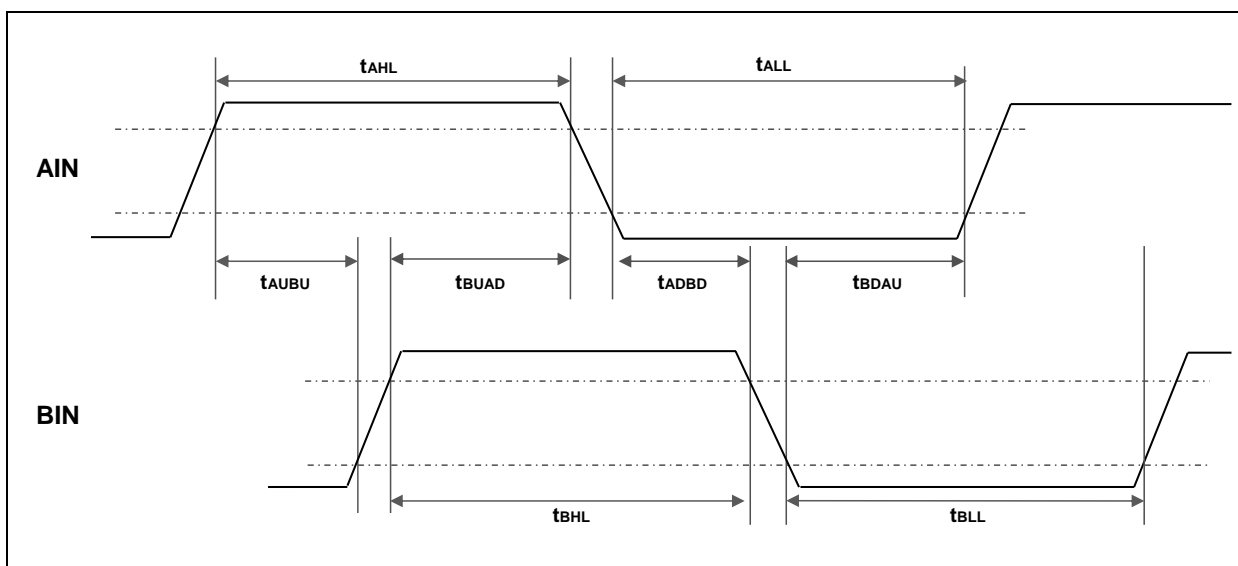 tAHL
tALL
AIN
tAUBU
tBUAD
tADBD
tBDAU
BIN
tBHL
tBLL